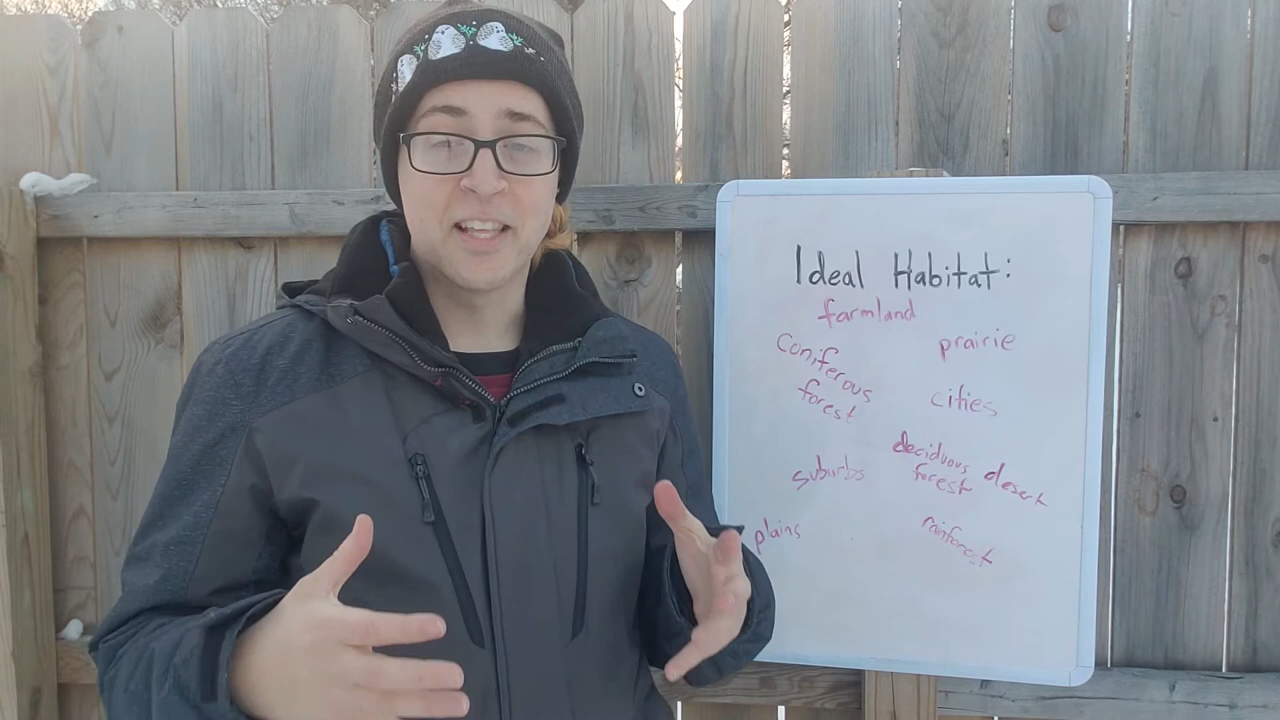 Ideal Habitat:
farmland
prairie
Coniferous
forest
cities
deciduous
forest
desert
suburbs
plains
rainforest